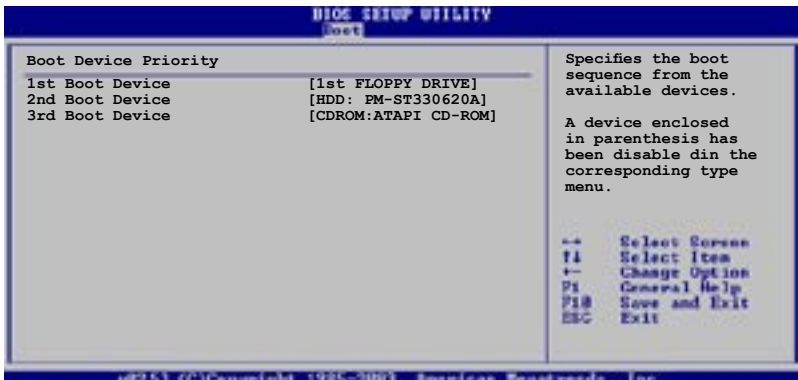 BIOS SETUP UTILITY
Boot
Boot Device Priority
1st Boot Device [1st FLOPPY DRIVE]
2nd Boot Device [HDD: PM-ST330620A]
3rd Boot Device [CDROM:ATAPI CD-ROM]
Specifies the boot
sequence from the
available devices.
A device enclosed
in parenthesis has
been disable din the
corresponding type
menu.
←→ Select Screen
↑↓ Select Item
+- Change Option
F1 General Help
F10 Save and Exit
ESC Exit
(C)Copyright 1985-2003, American Megatrends, Inc.